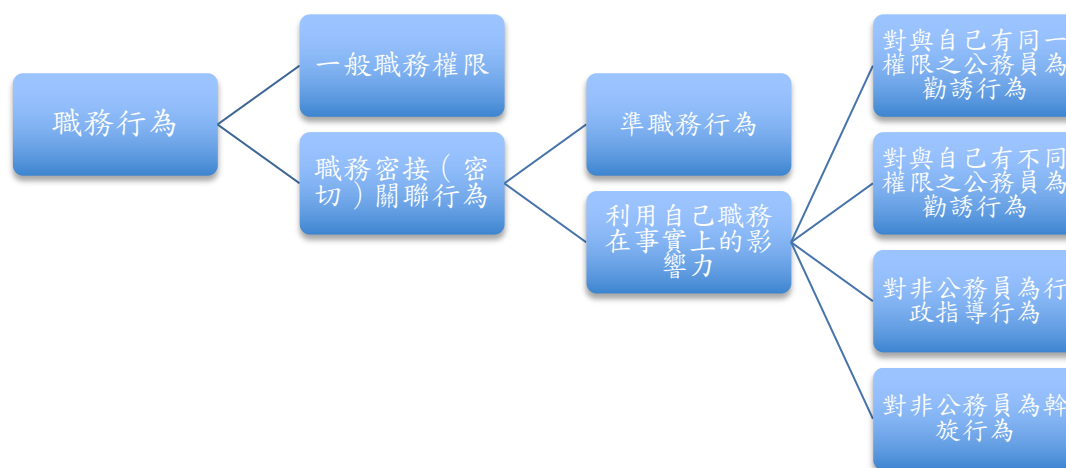 職務行為
一般職務權限
職務密接（密
切）關聯行為
準職務行為
利用自己職務
在事實上的影
響力
對與自己有同一
權限之公務員為
勸誘行為
對與自己有不同
權限之公務員為
勸誘行為
對非公務員為行
政指導行為
對非公務員為斡
旋行為